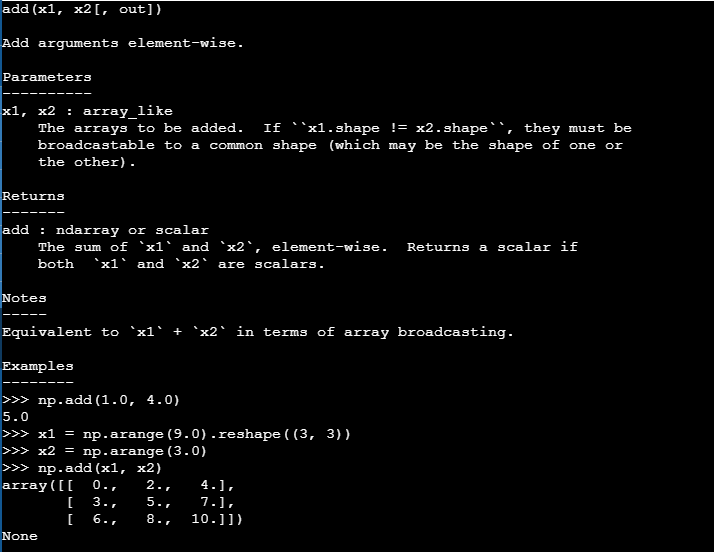 add(x1, x2[, out])

Add arguments element-wise.

Parameters
----------
x1, x2 : array_like
    The arrays to be added.  If ``x1.shape != x2.shape``, they must be
    broadcastable to a common shape (which may be the shape of one or
    the other).

Returns
-------
add : ndarray or scalar
    The sum of `x1` and `x2`, element-wise.  Returns a scalar if
    both  `x1` and `x2` are scalars.

Notes
-----
Equivalent to `x1` + `x2` in terms of array broadcasting.

Examples
--------
>>> np.add(1.0, 4.0)
5.0
>>> x1 = np.arange(9.0).reshape((3, 3))
>>> x2 = np.arange(3.0)
>>> np.add(x1, x2)
array([[  0.,   2.,   4.],
       [  3.,   5.,   7.],
       [  6.,   8.,  10.]])
None